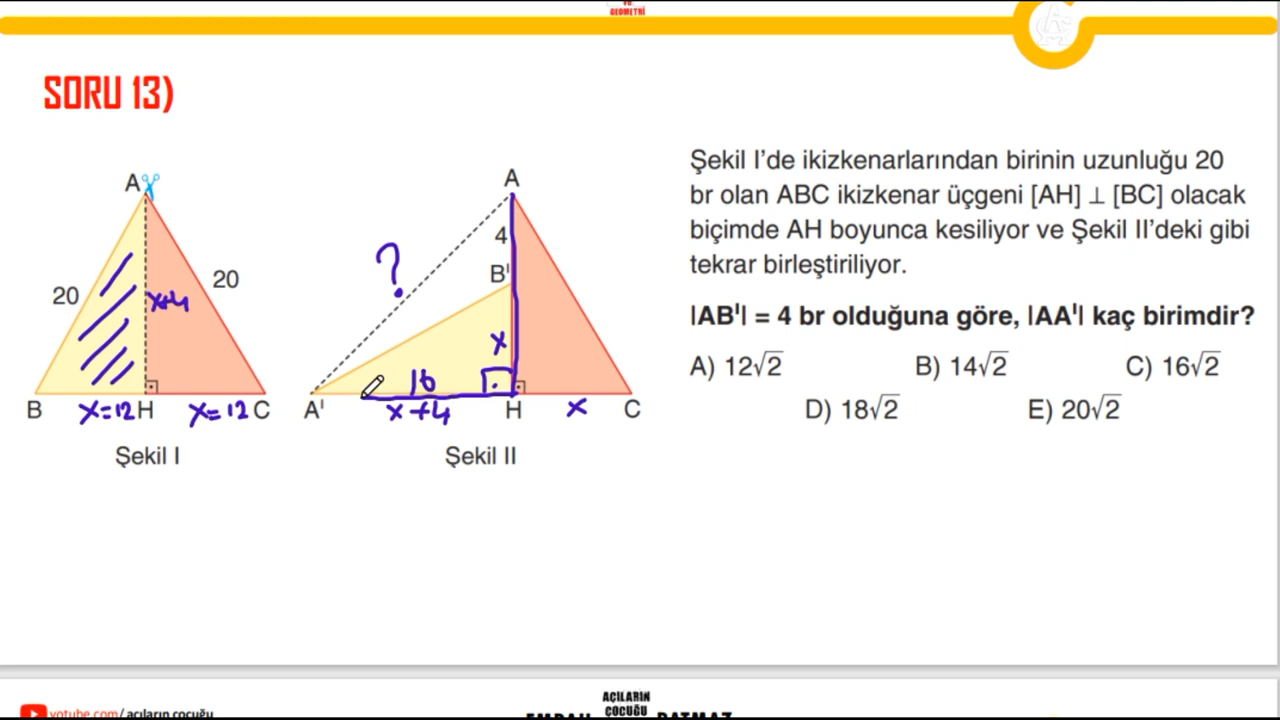 GEOMETRİ
SORU 13)
A
20
20
x+4
B
x=12
H
x=12
C
Şekil I
A
4
B'
?
x
16
A'
x+4
H
x
C
Şekil II
Şekil I'de ikizkenarlarından birinin uzunluğu 20
br olan ABC ikizkenar üçgeni [AH] ⊥ [BC] olacak
biçimde AH boyunca kesiliyor ve Şekil II'deki gibi
tekrar birleştiriliyor.
|AB'| = 4 br olduğuna göre, |AA'| kaç birimdir?
A) 12√2 B) 14√2 C) 16√2
D) 18√2 E) 20√2
youtube.com/açıların çocuğu
AÇILARIN
ÇOCUĞU